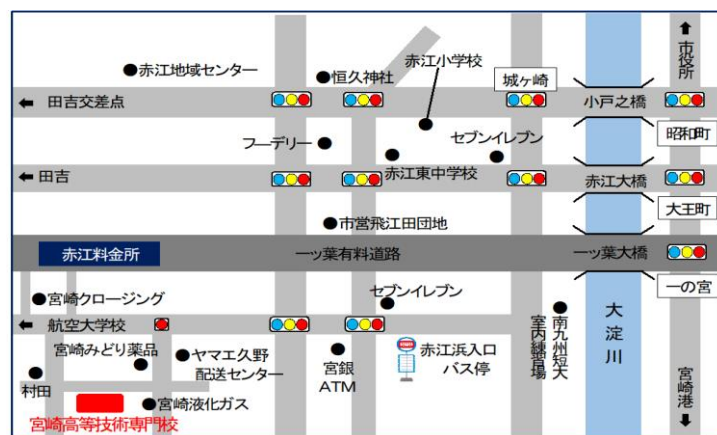 市役所
赤江地域センター
恒久神社
赤江小学校
城ヶ崎
← 田吉交差点
小戸之橋
昭和町
フーデリー
セブンイレブン
赤江東中学校
← 田吉
赤江大橋
大王町
市営飛江田団地
赤江料金所
一ッ葉有料道路
一ッ葉大橋
一の宮
宮崎クロージング
セブンイレブン
← 航空大学校
宮崎みどり薬品
ヤマエ久野
配送センター
宮銀
ATM
赤江浜入口
バス停
室内練習場
南九州短大
大淀川
宮崎港
村田
宮崎液化ガス
宮崎高等技術専門校